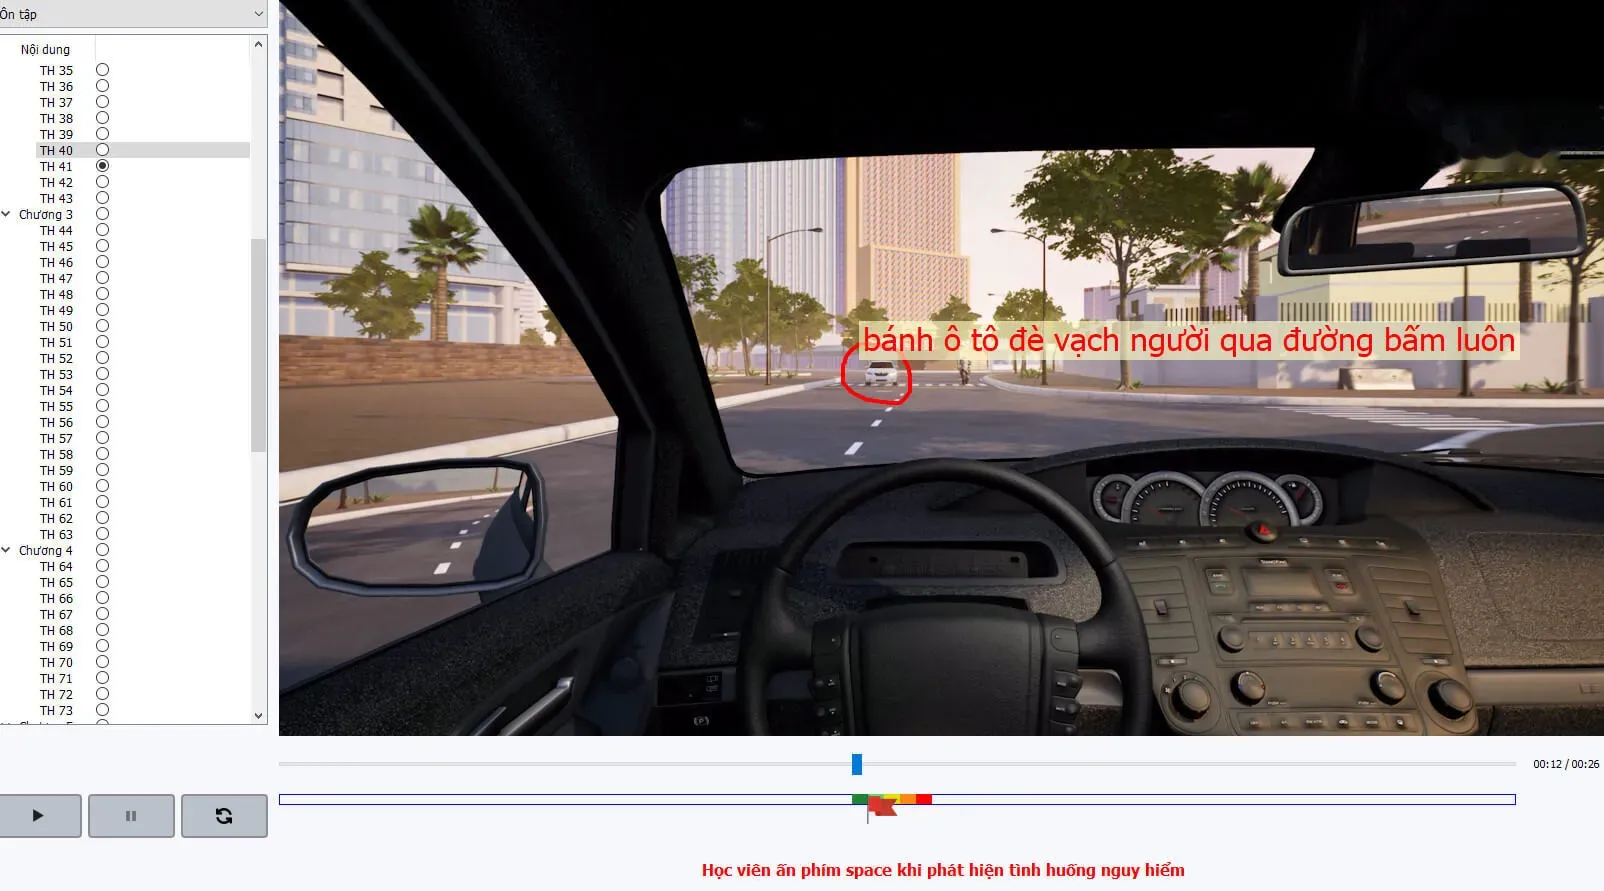 Ôn tập
Nội dung
TH 35
TH 36
TH 37
TH 38
TH 39
TH 40
TH 41
TH 42
TH 43
Chương 3
TH 44
TH 45
TH 46
TH 47
TH 48
TH 49
TH 50
TH 51
TH 52
TH 53
TH 54
TH 55
TH 56
TH 57
TH 58
TH 59
TH 60
TH 61
TH 62
TH 63
Chương 4
TH 64
TH 65
TH 66
TH 67
TH 68
TH 69
TH 70
TH 71
TH 72
TH 73
bánh ô tô đè vạch người qua đường bấm luôn
00:12 / 00:26
Học viên ấn phím space khi phát hiện tình huống nguy hiểm